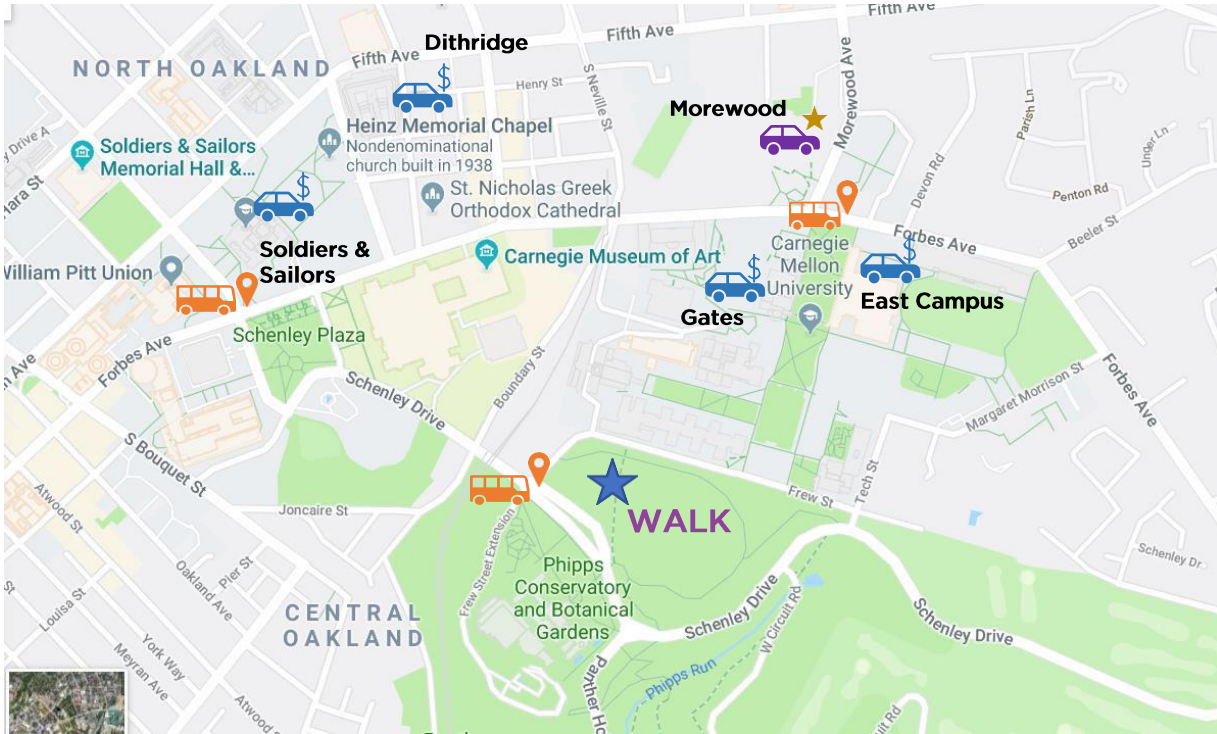 Fifth Ave
Fifth Ave
Fifth Ave
Dithridge
$
NORTH OAKLAND
Henry St
S Neville St
Morewood Ave
Parish Ln
Morewood
Heinz Memorial Chapel
Nondenominational
church built in 1938
Soldiers & Sailors
Memorial Hall &...
Under Ln
Devon Rd
Penton Rd
$
St. Nicholas Greek
Orthodox Cathedral
Beeler St
Forbes Ave
Soldiers &
Sailors
William Pitt Union
Carnegie Museum of Art
Carnegie
Mellon
University
$
$
East Campus
Gates
Schenley Plaza
Forbes Ave
Boundary St
Forbes Ave
Schenley Drive
Margaret Morrison St
S Bouquet St
Tech St
Frew St
Atwood St
Joncaire St
WALK
Frew Street Extension
Schenley Dr
Oakland Ave
Pier St
Phipps
Conservatory
and Botanical
Gardens
Louisa St
CENTRAL
OAKLAND
Schenley Drive
W Circuit Rd
Schenley Drive
York Way
Meyran Ave
Phipps Run
Panther Ho
Atwood S